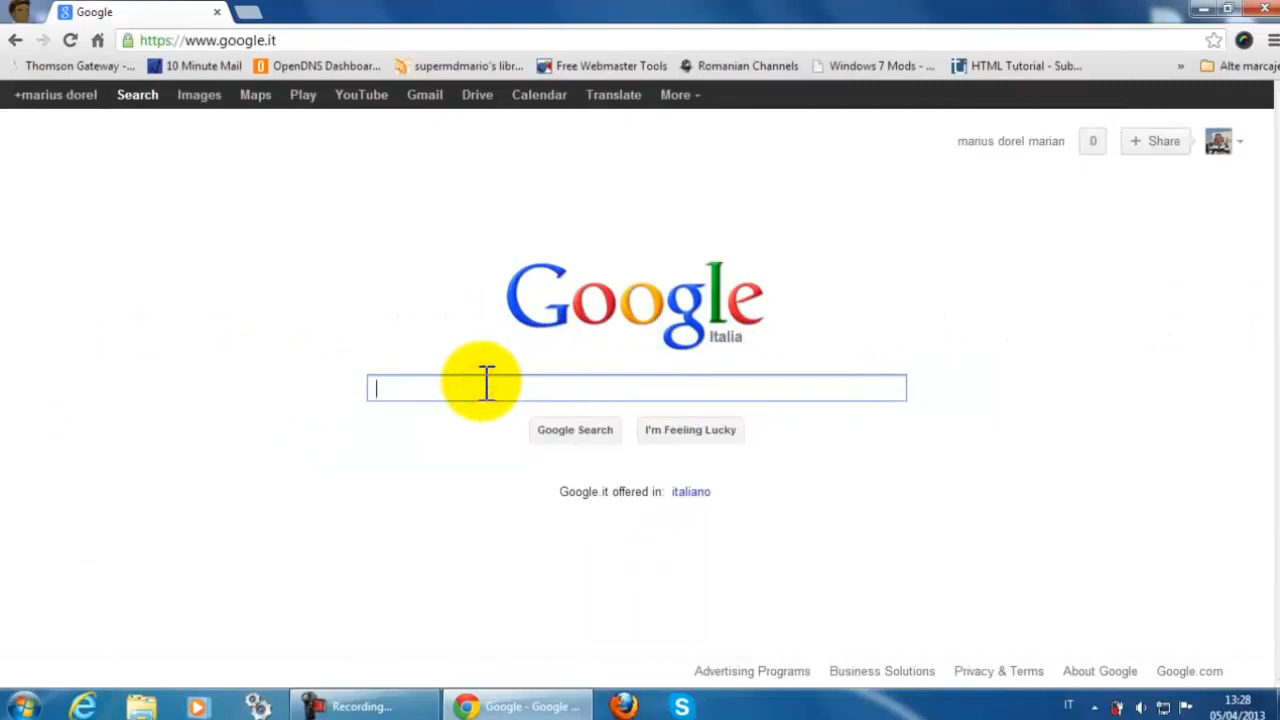 Google
https://www.google.it
Thomson Gateway -... 10 Minute Mail OpenDNS Dashboar... supermdmario's libr... Free Webmaster Tools Romanian Channels Windows 7 Mods - ... HTML Tutorial - Sub... » Alte marcaje
+marius dorel Search Images Maps Play YouTube Gmail Drive Calendar Translate More
marius dorel marian 0 + Share
Google
Italia
Google Search I'm Feeling Lucky
Google.it offered in: italiano
Advertising Programs Business Solutions Privacy & Terms About Google Google.com
Recording... Google - Google ... IT 13:28
05/04/2013